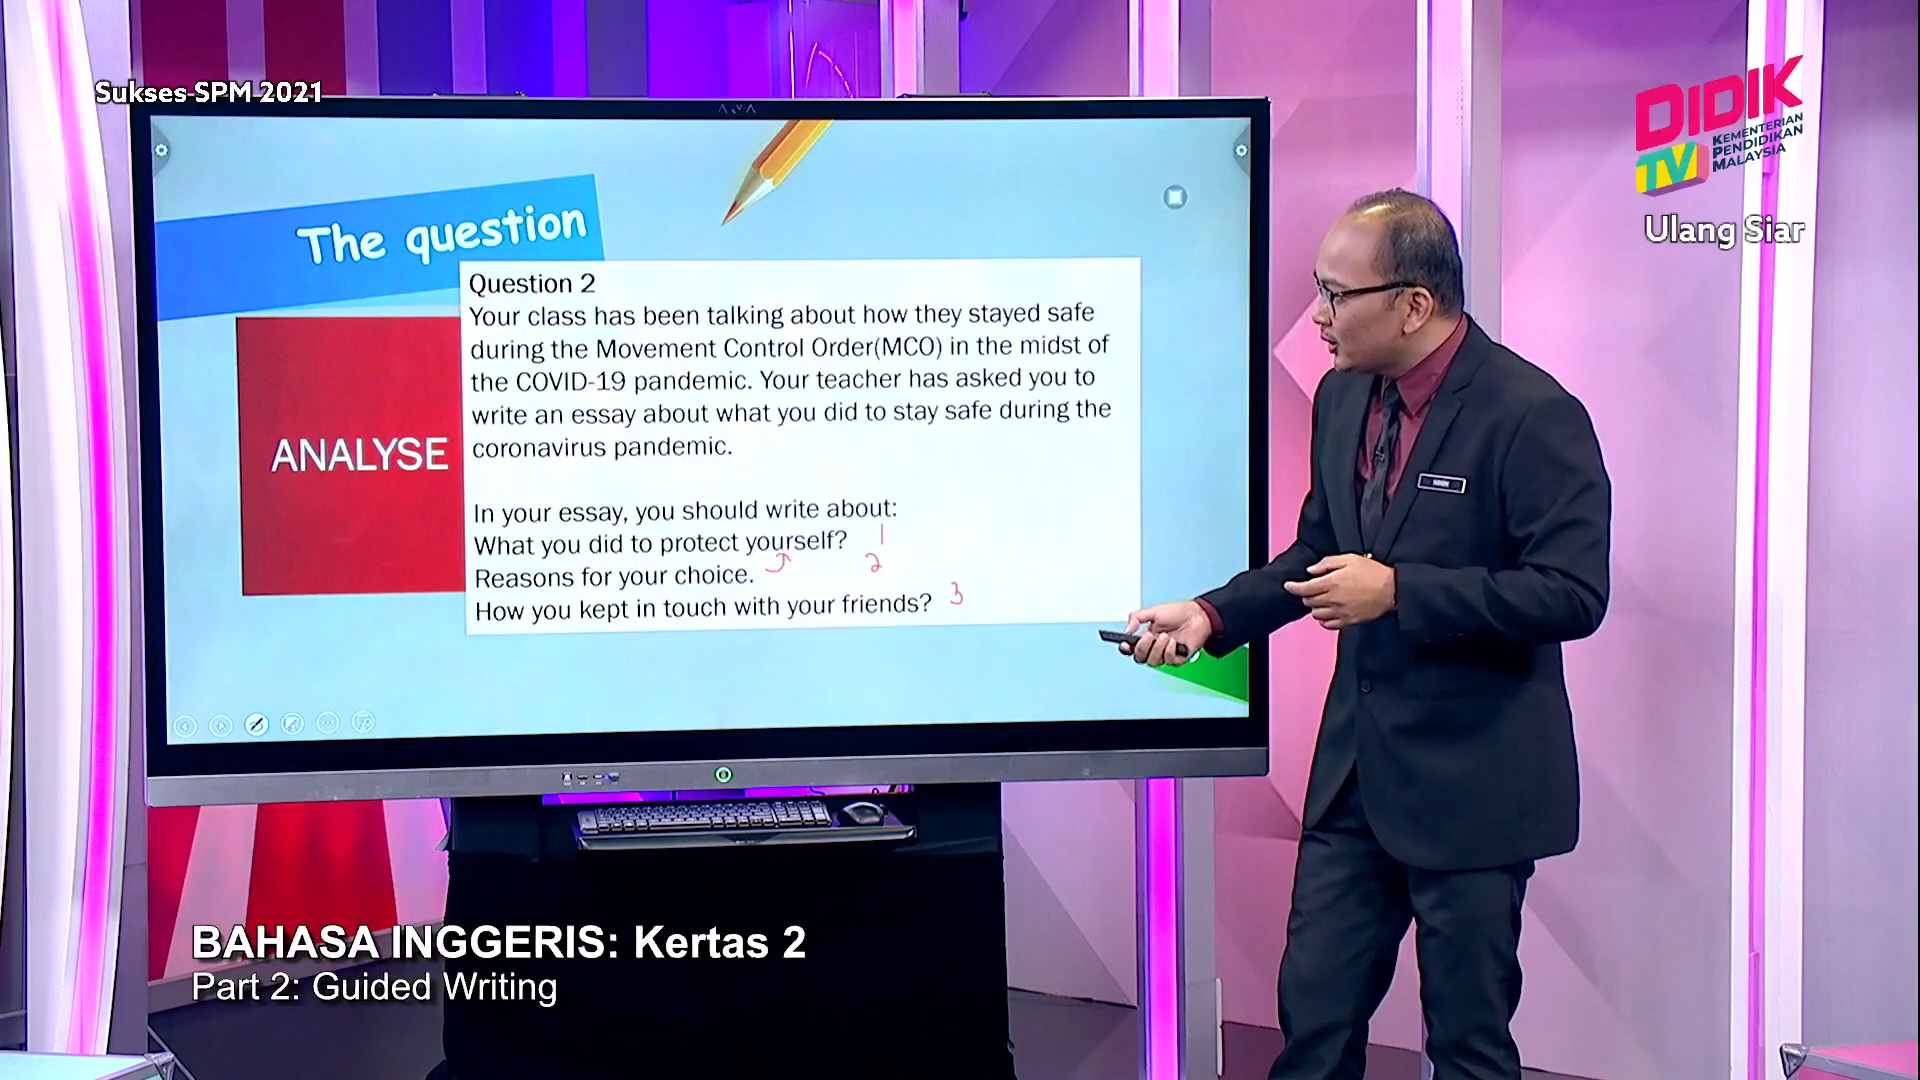 Sukses SPM 2021
DIDIK
TV
KEMENTERIAN
PENDIDIKAN
MALAYSIA
Ulang Siar
The question
ANALYSE
Question 2
Your class has been talking about how they stayed safe
during the Movement Control Order(MCO) in the midst of
the COVID-19 pandemic. Your teacher has asked you to
write an essay about what you did to stay safe during the
coronavirus pandemic.
In your essay, you should write about:
What you did to protect yourself? 1
Reasons for your choice. 2
How you kept in touch with your friends? 3
BAHASA INGGERIS: Kertas 2
Part 2: Guided Writing